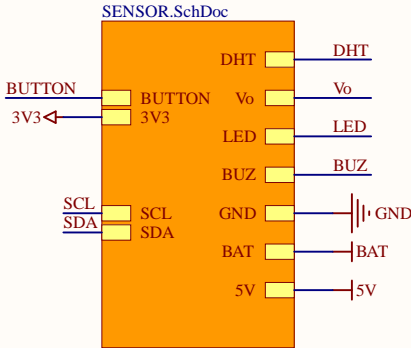 SENSOR.SchDoc
DHT DHT
BUTTON BUTTON Vo Vo
3V3 3V3
LED LED
BUZ BUZ
SCL SCL GND GND
SDA SDA
BAT BAT
5V 5V